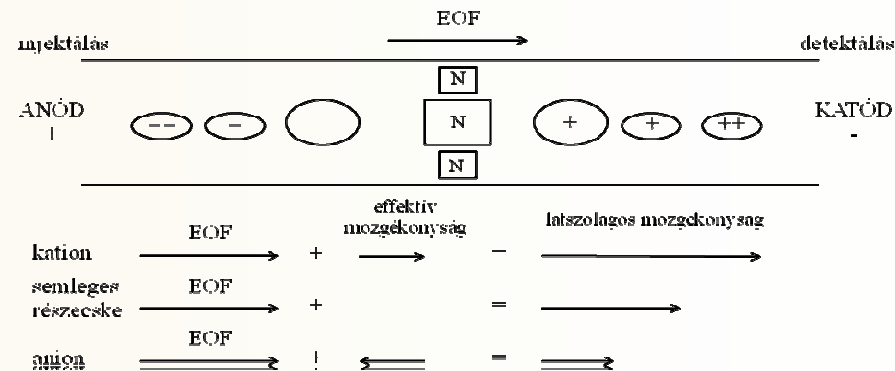 EOF
injektálás detektálás
N
ANÓD -- - N + + ++ KATÓD
+ -
N
effektív
EOF mozgékonyság látszólagos mozgékonyság
kation + =
semleges EOF
részecske + =
EOF
anion + =